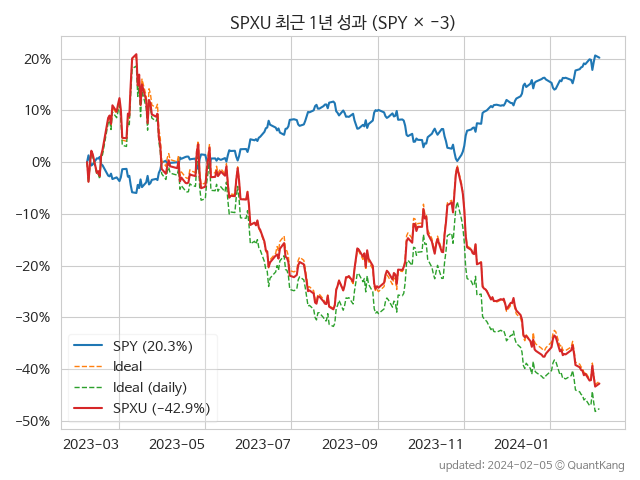 SPXU 최근 1년 성과 (SPY × −3)
20%
10%
0%
−10%
−20%
−30%
−40%
−50%
SPY (20.3%)
Ideal
Ideal (daily)
SPXU (−42.9%)
2023-03
2023-05
2023-07
2023-09
2023-11
2024-01
updated: 2024-02-05 © QuantKang